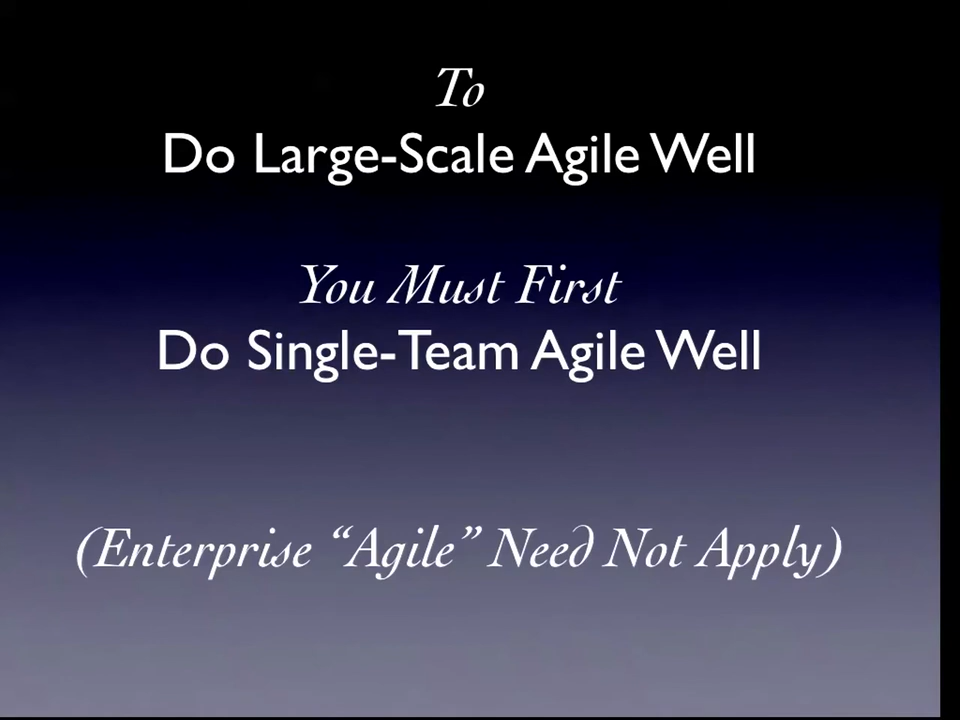 To
Do Large-Scale Agile Well
You Must First
Do Single-Team Agile Well
(Enterprise “Agile” Need Not Apply)